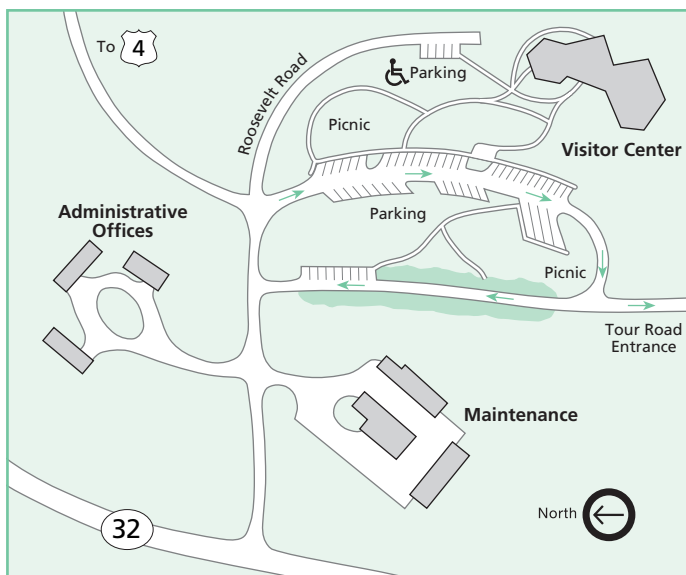 To 4
Roosevelt Road
Parking
Picnic
Visitor Center
Administrative
Offices
Parking
Picnic
Tour Road
Entrance
Maintenance
North
32